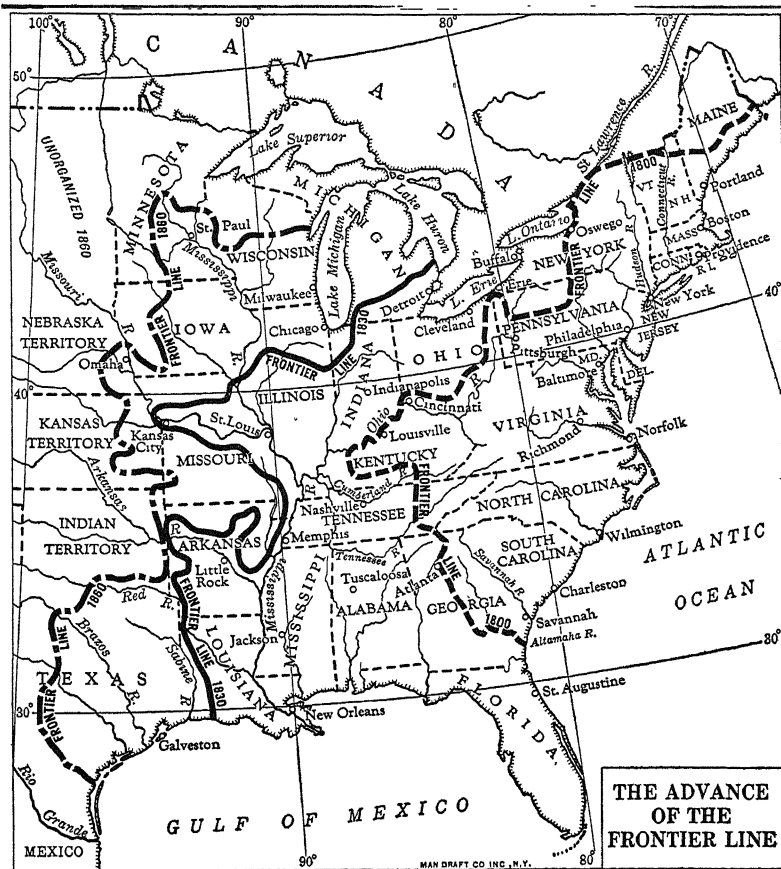 100°
90°
80°
70°
50°
CANADA
Lake Superior
St. Lawrence R.
MAINE
1800
LINE
UNORGANIZED 1860
MINNESOTA
1860
LINE
MICHIGAN
Lake Huron
VT.
Connecticut R.
N.H.
Portland
St. Paul
WISCONSIN
Lake Michigan
L. Ontario
Oswego
MASS.
Boston
Mississippi
Buffalo
NEW YORK
Hudson R.
CONN.
Providence
R.I.
Missouri
R.
Milwaukee
Detroit
L. Erie
Erie
FRONTIER
New York
40°
NEBRASKA
TERRITORY
IOWA
FRONTIER
Chicago
1830
Cleveland
PENNSYLVANIA
Philadelphia
NEW
JERSEY
Omaha
R.
FRONTIER
LINE
OHIO
Pittsburgh
MD.
Baltimore
DEL.
40°
ILLINOIS
INDIANA
Indianapolis
R.
Cincinnati
KANSAS
TERRITORY
St. Louis
Ohio
Louisville
VIRGINIA
Richmond
Norfolk
Kansas
City
MISSOURI
KENTUCKY
FRONTIER
Arkansas
R.
Cumberland R.
Nashville
TENNESSEE
NORTH CAROLINA
INDIAN
TERRITORY
R.
ARKANSAS
Memphis
SOUTH
CAROLINA
Wilmington
ATLANTIC
OCEAN
Little
Rock
Tennessee R.
LINE
Savannah R.
Charleston
1860
Red R.
FRONTIER
Mississippi
MISSISSIPPI
Tuscaloosa
ALABAMA
Atlanta
GEORGIA
1800
Savannah
Altamaha R.
LINE
Brazos
R.
Jackson
80°
TEXAS
Sabine
R.
LINE
1830
LOUISIANA
FLORIDA
St. Augustine
FRONTIER
30°
New Orleans
Galveston
Rio
Grande
MEXICO
GULF OF MEXICO
THE ADVANCE
OF THE
FRONTIER LINE
90°
MAN DRAFT CO INC., N.Y.
80°